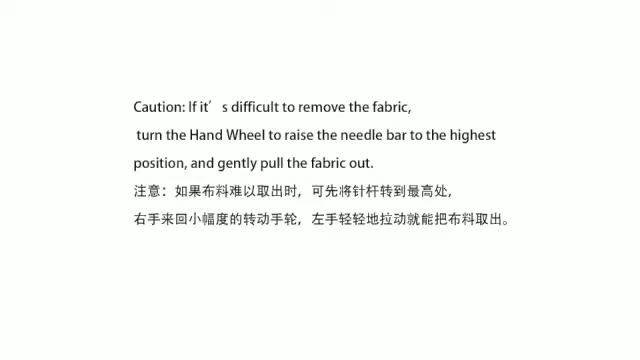 Caution: If it's difficult to remove the fabric,
turn the Hand Wheel to raise the needle bar to the highest
position, and gently pull the fabric out.
注意：如果布料难以取出时，可先将针杆转到最高处，
右手来回小幅度的转动手轮，左手轻轻地拉动就能把布料取出。